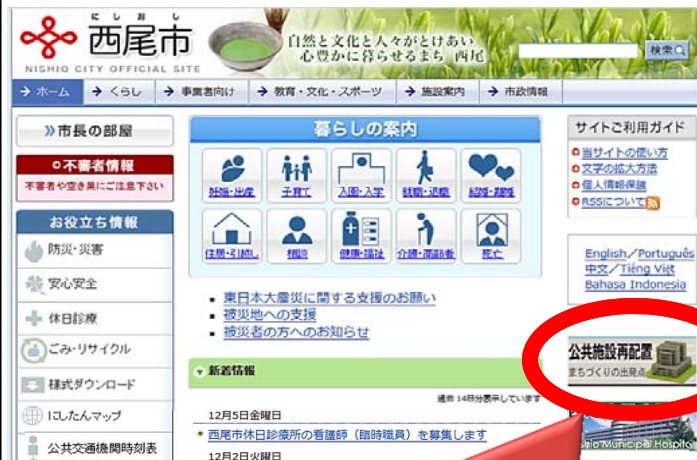 にしおし
西尾市
NISHIO CITY OFFICIAL SITE
自然と文化と人々がとけあい
心豊かに暮らせるまち 西尾
検索
ホーム
くらし
事業者向け
教育・文化・スポーツ
施設案内
市政情報
市長の部屋
不審者情報
不審者や空き巣にご注意下さい
お役立ち情報
防災・災害
安心安全
休日診療
ごみ・リサイクル
様式ダウンロード
にしたんマップ
公共交通機関時刻表
暮らしの案内
妊娠・出産
子育て
入園・入学
就職・退職
結婚・離婚
住居・引越し
相談
健康・福祉
介護・高齢者
死亡
東日本大震災に関する支援のお願い
被災地への支援
被災者の方へのお知らせ
新着情報
過去 14日分表示しています
12月5日金曜日
西尾市休日診療所の看護師（臨時職員）を募集します
12月2日火曜日
サイトご利用ガイド
当サイトの使い方
文字の拡大方法
個人情報保護
RSSについて
English／Português
中文／Tiếng Việt
Bahasa Indonesia
公共施設再配置
まちづくりの出発点
Nishio Municipal Hospital